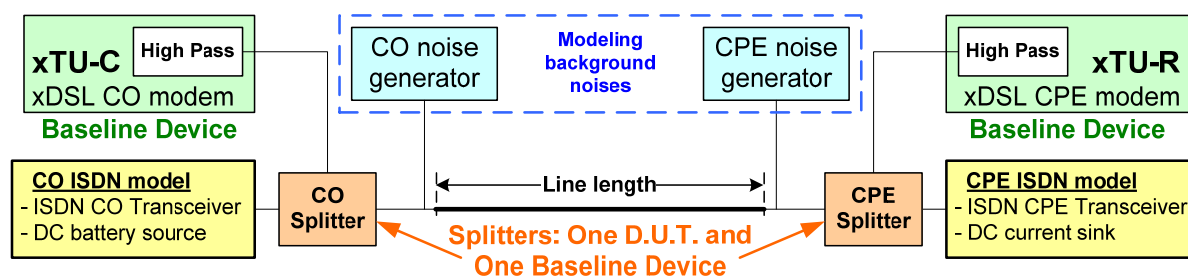 High Pass
xTU-C
xDSL CO modem
Baseline Device
CO noise
generator
Modeling
background
noises
CPE noise
generator
High Pass
xTU-R
xDSL CPE modem
Baseline Device
CO ISDN model
- ISDN CO Transceiver
- DC battery source
CO
Splitter
Line length
Splitters: One D.U.T. and
One Baseline Device
CPE
Splitter
CPE ISDN model
- ISDN CPE Transceiver
- DC current sink